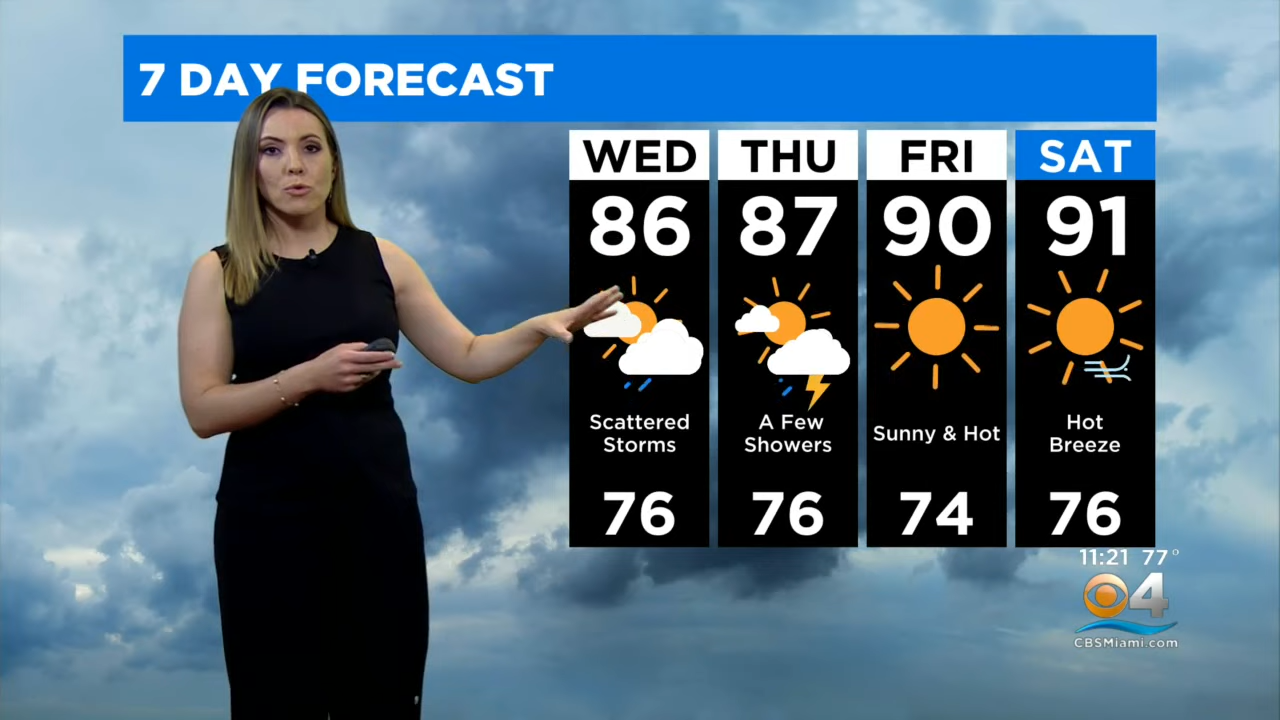 7 DAY FORECAST
WED THU FRI SAT
86 87 90 91
Scattered Storms
A Few Showers
Sunny & Hot
Hot Breeze
76 76 74 76
11:21 77°
4
CBSMiami.com